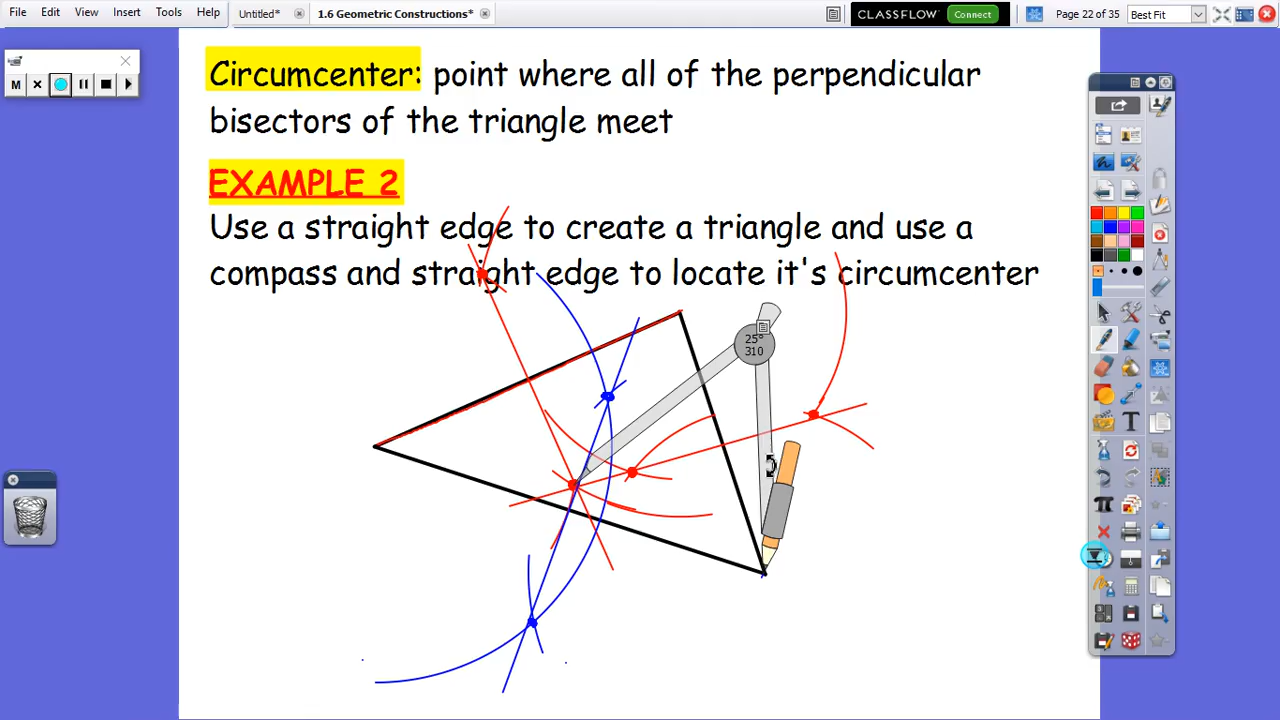 File Edit View Insert Tools Help Untitled* 1.6 Geometric Constructions* CLASSFLOW Connect Page 22 of 35 Best Fit
M
Circumcenter: point where all of the perpendicular
bisectors of the triangle meet
EXAMPLE 2
Use a straight edge to create a triangle and use a
compass and straight edge to locate it's circumcenter
25°
310
T